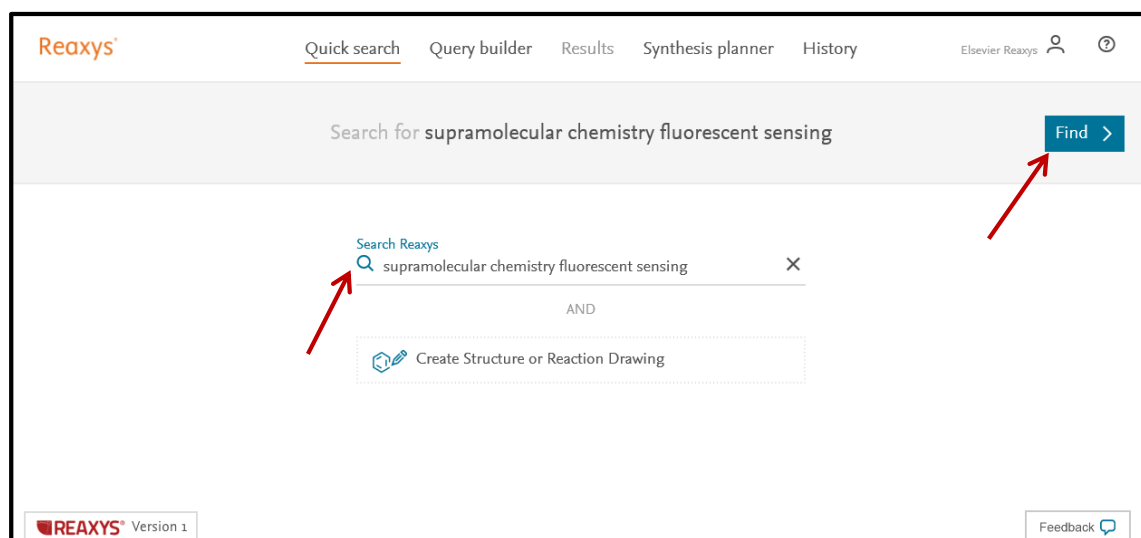 Reaxys®
Quick search Query builder Results Synthesis planner History
Elsevier Reaxys
Search for supramolecular chemistry fluorescent sensing
Find
Search Reaxys
supramolecular chemistry fluorescent sensing
AND
Create Structure or Reaction Drawing
REAXYS® Version 1
Feedback